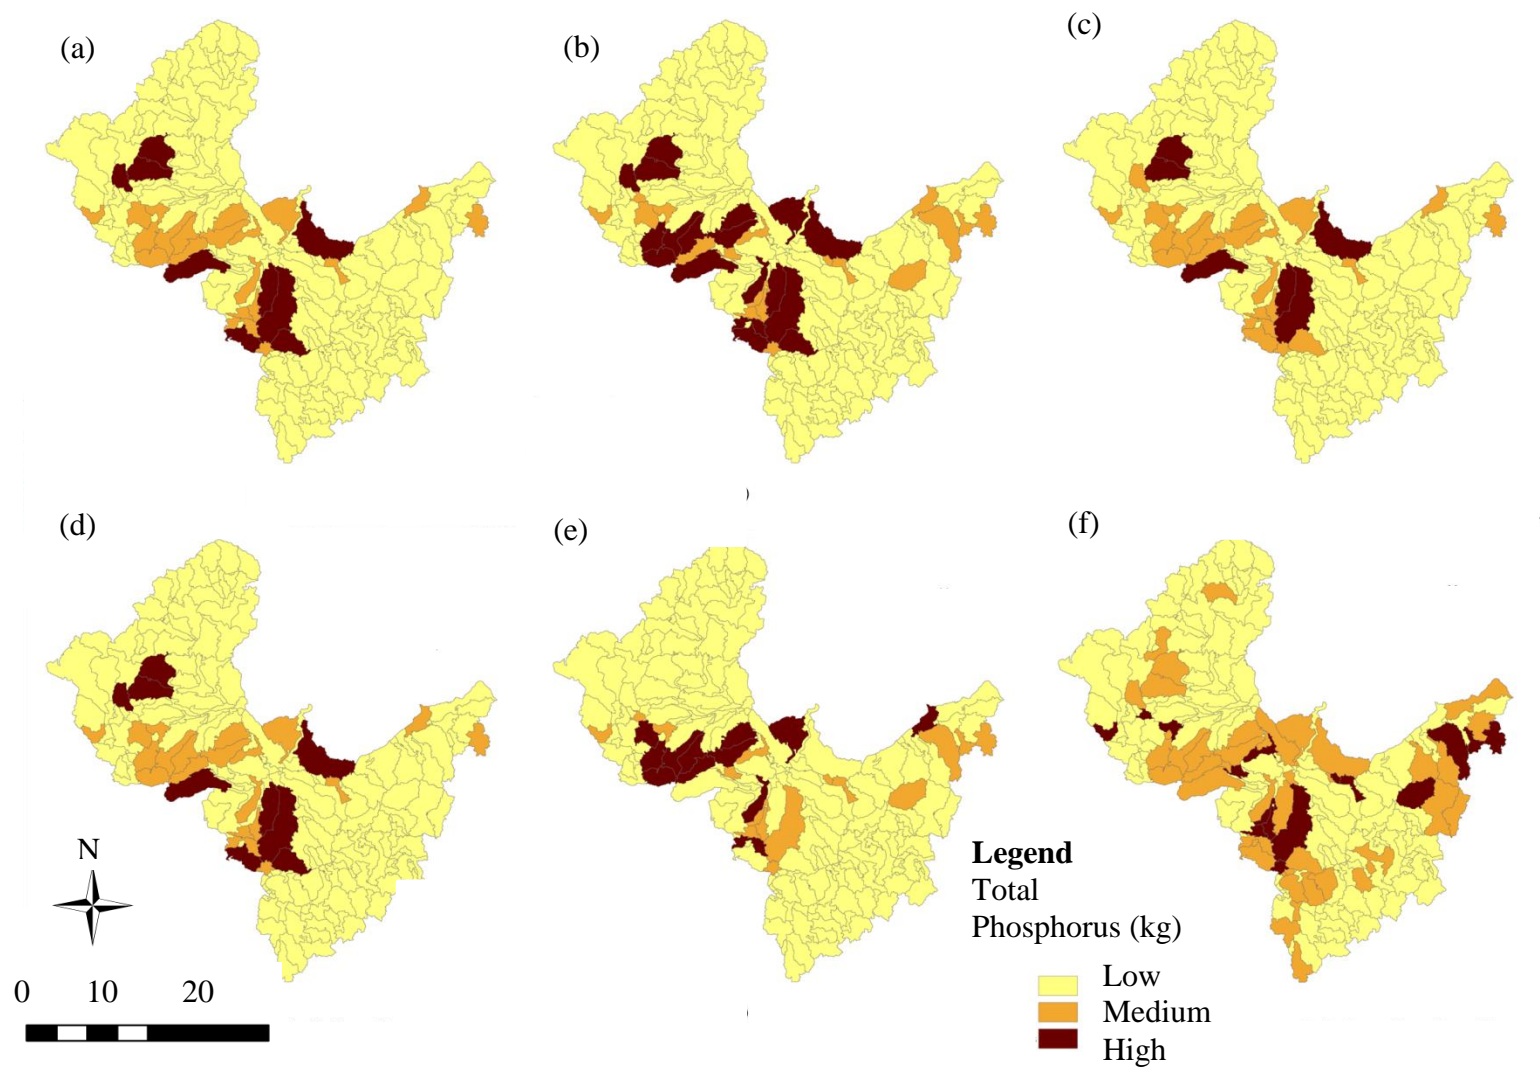 (a)
(b)
(c)
(d)
(e)
(f)
N
0 10 20
Legend
Total
Phosphorus (kg)
Low
Medium
High